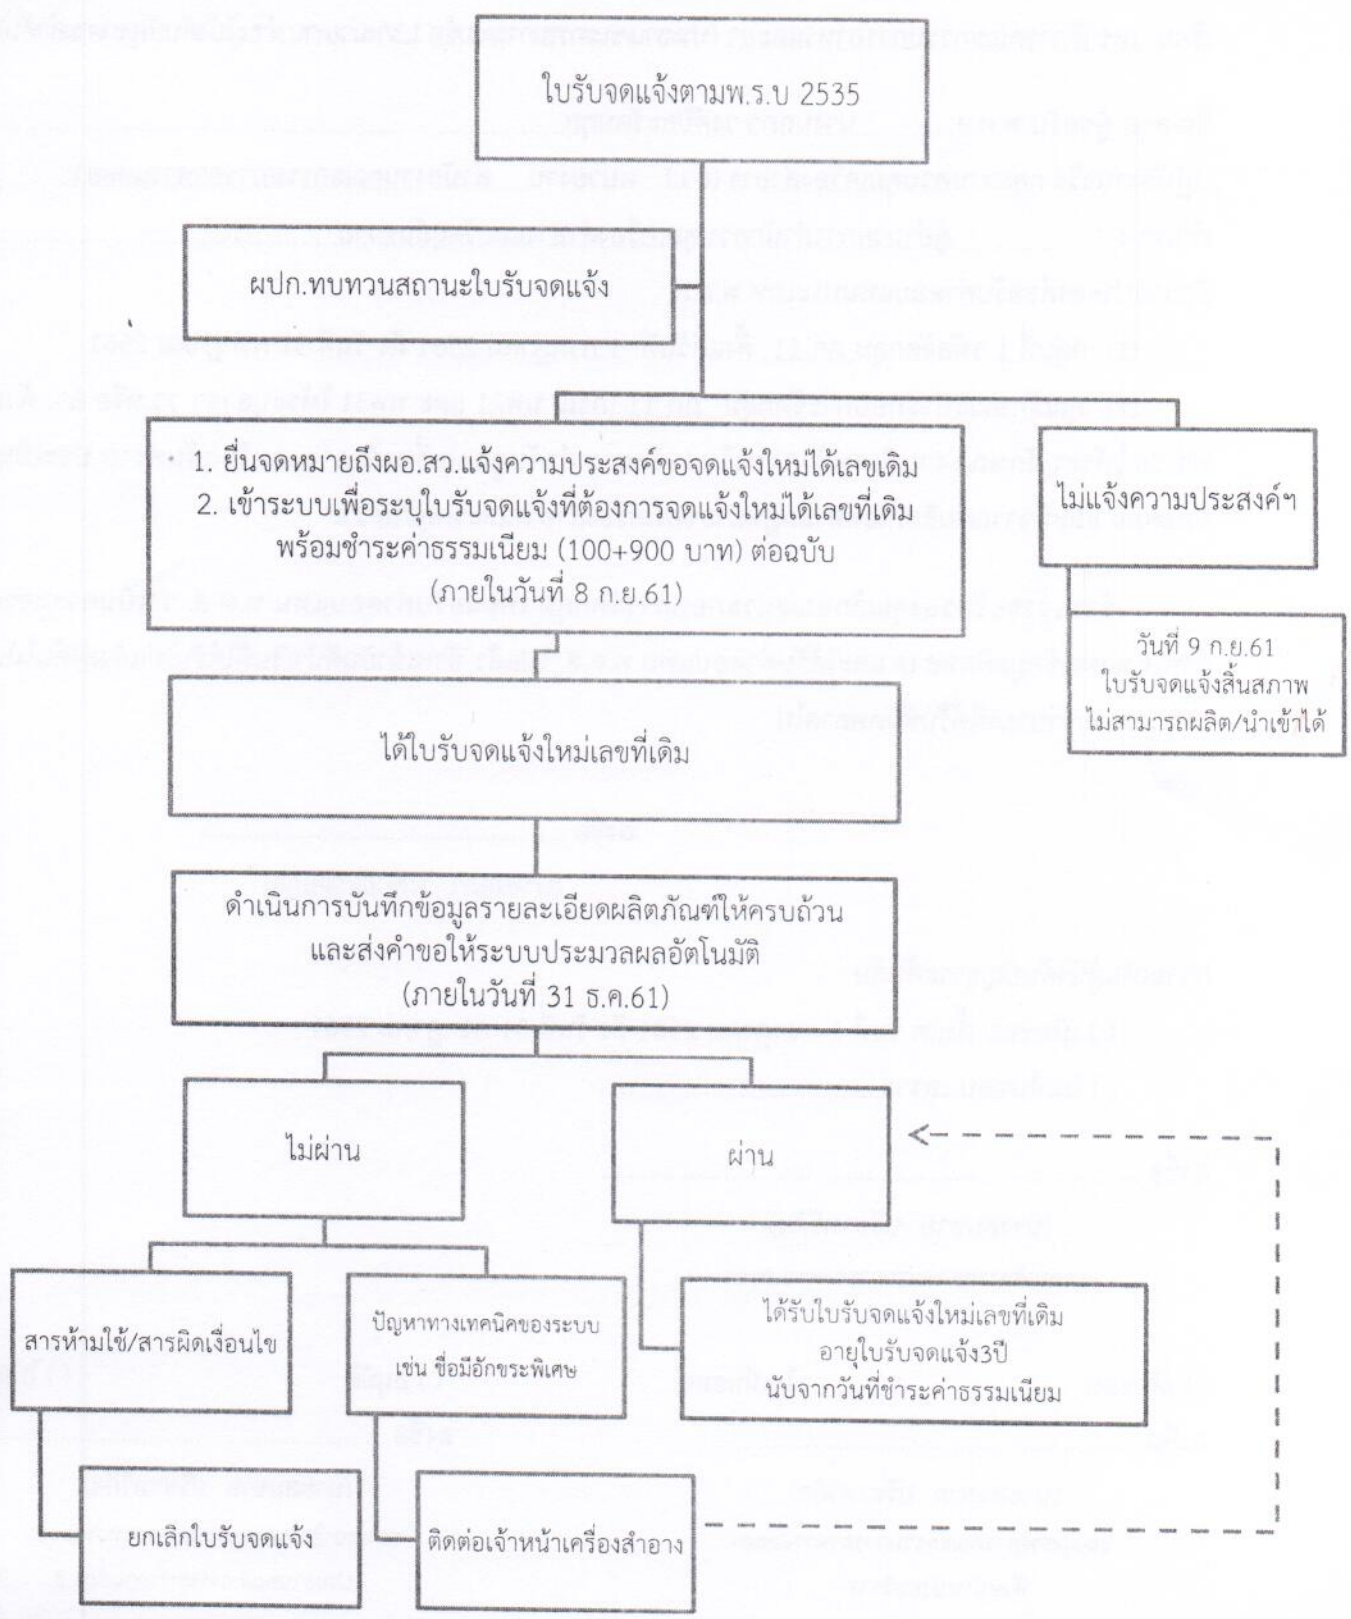 ใบรับจดแจ้งตามพ.ร.บ 2535
ผปก.ทบทวนสถานะใบรับจดแจ้ง
1. ยื่นจดหมายถึงผอ.สว.แจ้งความประสงค์ขอจดแจ้งใหม่ได้เลขเดิม
2. เข้าระบบเพื่อระบุใบรับจดแจ้งที่ต้องการจดแจ้งใหม่ได้เลขที่เดิม
พร้อมชำระค่าธรรมเนียม (100+900 บาท) ต่อฉบับ
(ภายในวันที่ 8 ก.ย.61)
ไม่แจ้งความประสงค์ฯ
วันที่ 9 ก.ย.61
ใบรับจดแจ้งสิ้นสภาพ
ไม่สามารถผลิต/นำเข้าได้
ได้ใบรับจดแจ้งใหม่เลขที่เดิม
ดำเนินการบันทึกข้อมูลรายละเอียดผลิตภัณฑ์ให้ครบถ้วน
และส่งคำขอให้ระบบประมวลผลอัตโนมัติ
(ภายในวันที่ 31 ธ.ค.61)
ไม่ผ่าน
ผ่าน
สารห้ามใช้/สารผิดเงื่อนไข
ปัญหาทางเทคนิคของระบบ
เช่น ชื่อมีอักขระพิเศษ
ได้รับใบรับจดแจ้งใหม่เลขที่เดิม
อายุใบรับจดแจ้ง3ปี
นับจากวันที่ชำระค่าธรรมเนียม
ยกเลิกใบรับจดแจ้ง
ติดต่อเจ้าหน้าเครื่องสำอาง